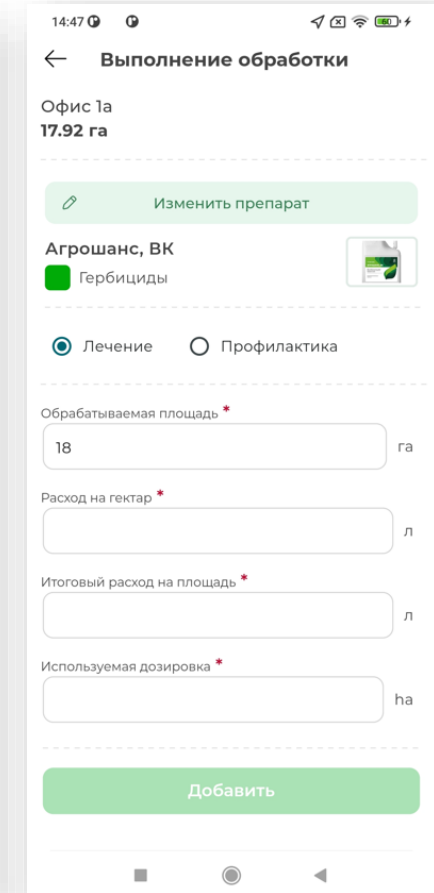 14:47
60
Выполнение обработки
Офис 1а
17.92 га
Изменить препарат
Агрошанс, ВК
Гербициды
Лечение Профилактика
Обрабатываемая площадь *
18 га
Расход на гектар *
л
Итоговый расход на площадь *
л
Используемая дозировка *
ha
Добавить